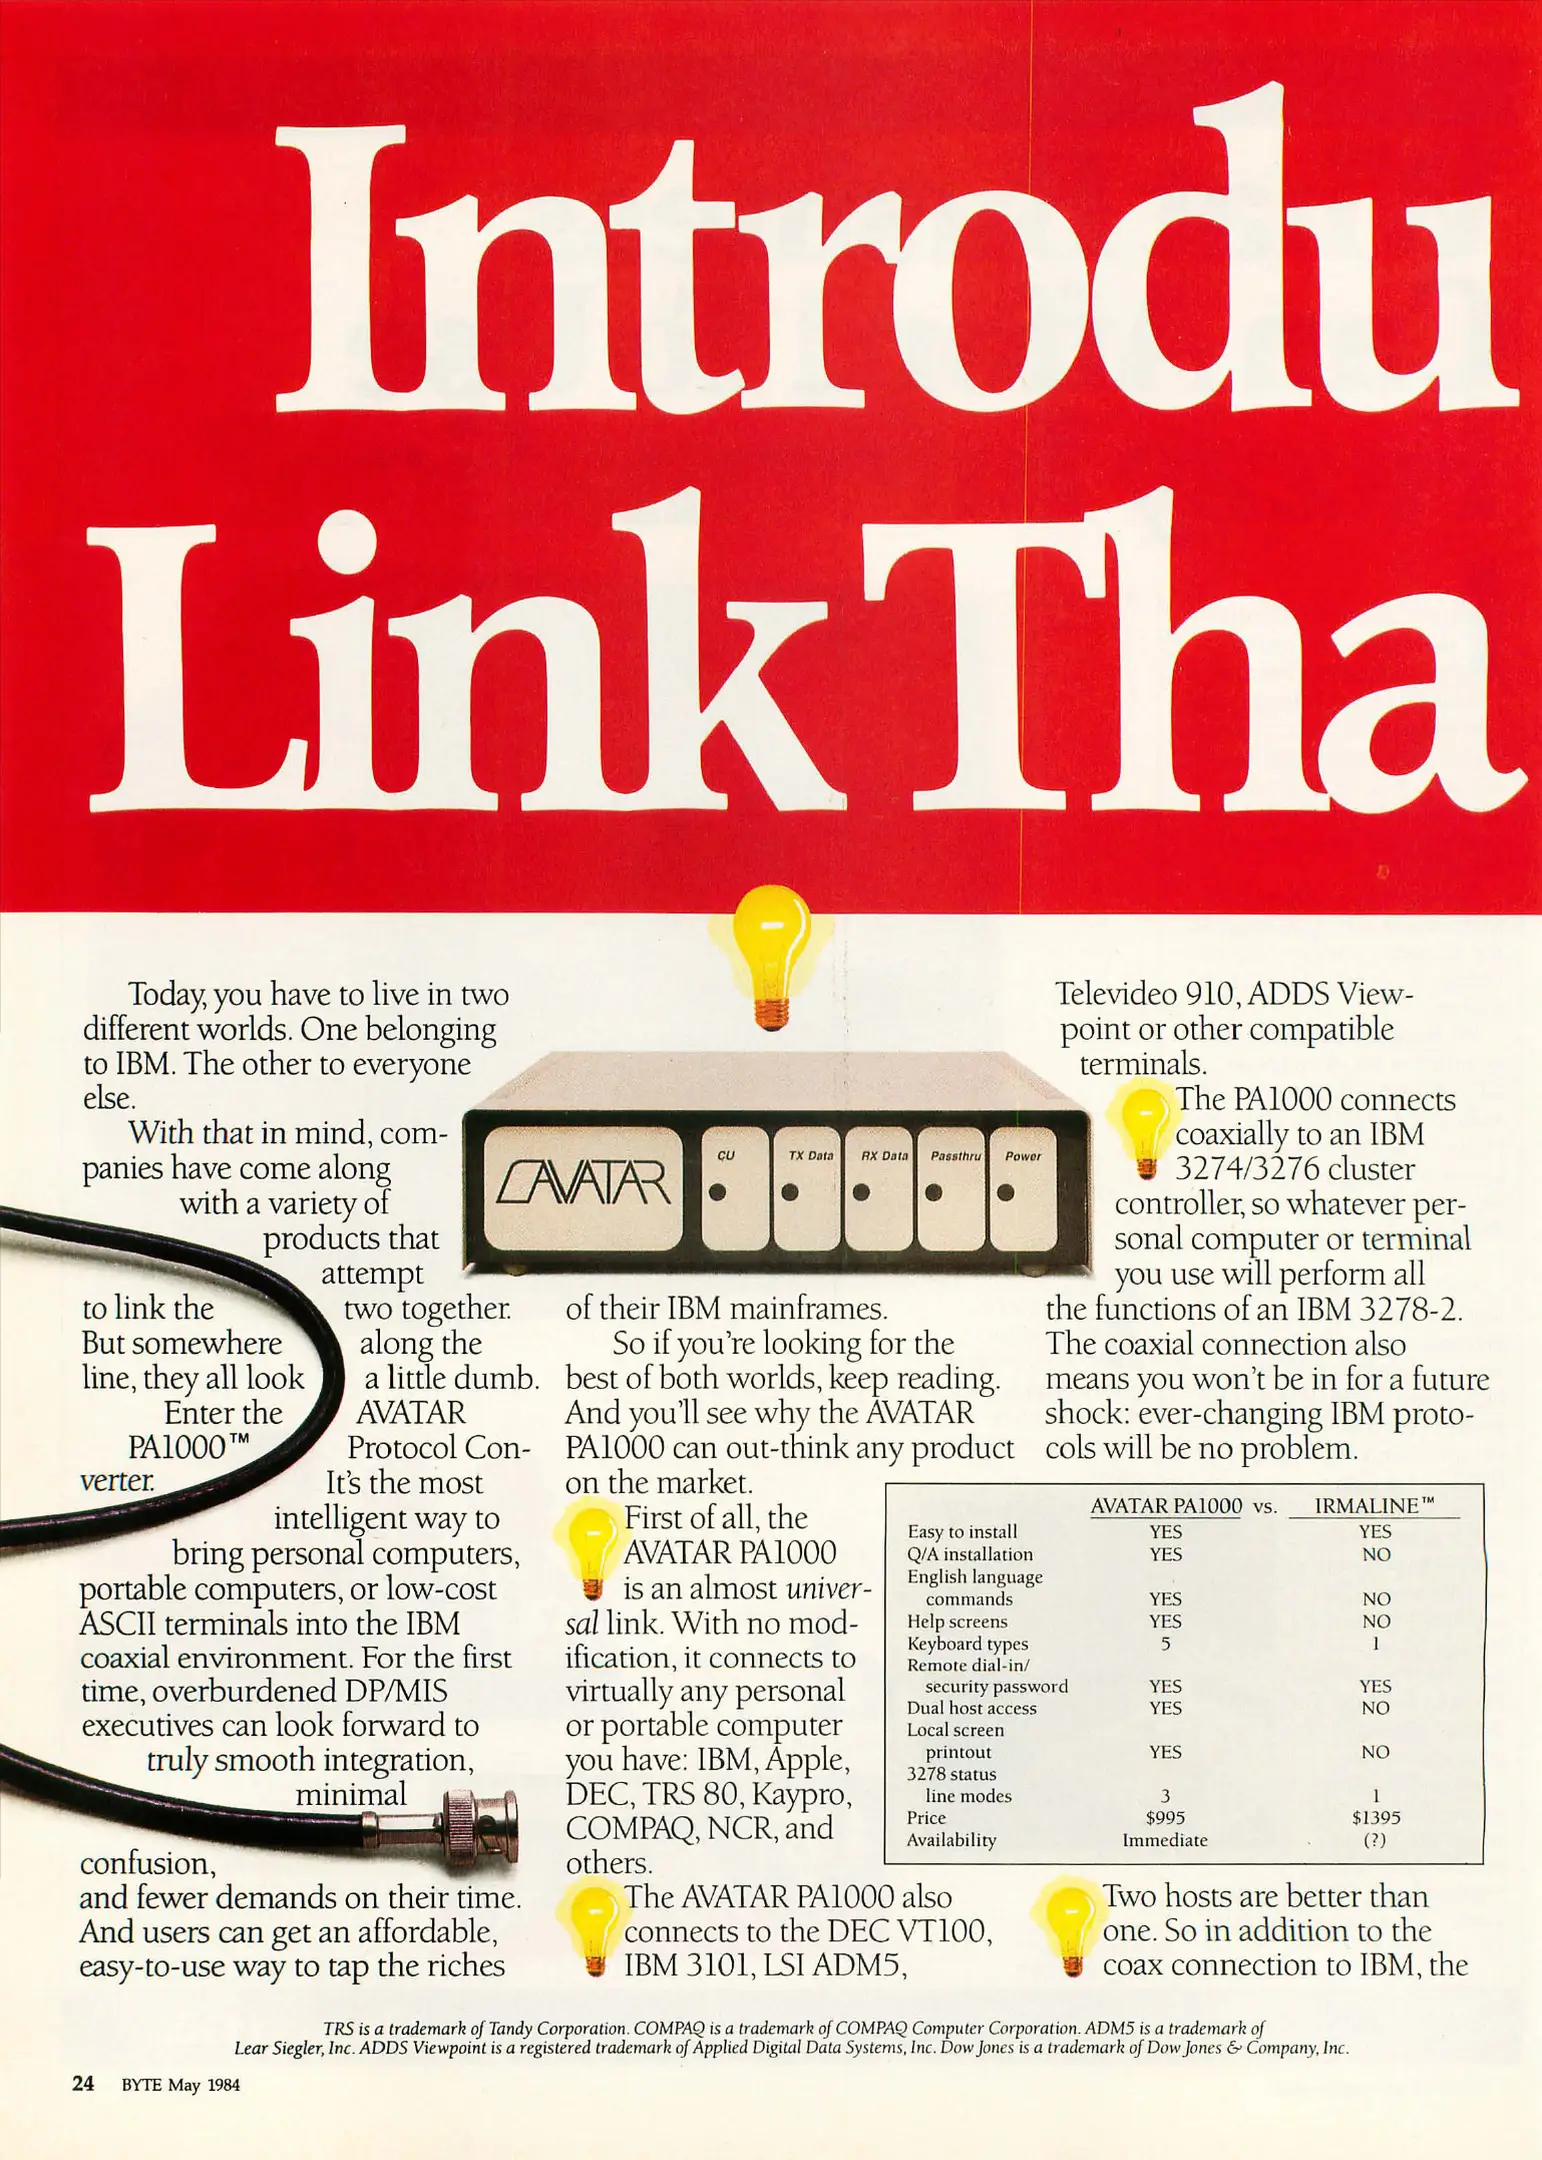 Introdu
Link Tha
Today, you have to live in two
different worlds. One belonging
to IBM. The other to everyone
else.
With that in mind, com-
panies have come along
with a variety of
products that
attempt
to link the two together.
But somewhere along the
line, they all look a little dumb.
Enter the AVATAR
PA1000™ Protocol Con-
verter. It's the most
intelligent way to
bring personal computers,
portable computers, or low-cost
ASCII terminals into the IBM
coaxial environment. For the first
time, overburdened DP/MIS
executives can look forward to
truly smooth integration,
minimal
confusion,
and fewer demands on their time.
And users can get an affordable,
easy-to-use way to tap the riches
AVATAR
CU
TX Data
RX Data
Passthru
Power
of their IBM mainframes.
So if you're looking for the
best of both worlds, keep reading.
And you'll see why the AVATAR
PA1000 can out-think any product
on the market.
First of all, the
AVATAR PA1000
is an almost univer-
sal link. With no mod-
ification, it connects to
virtually any personal
or portable computer
you have: IBM, Apple,
DEC, TRS 80, Kaypro,
COMPAQ, NCR, and
others.
The AVATAR PA1000 also
connects to the DEC VT100,
IBM 3101, LSI ADM5,
Televideo 910, ADDS View-
point or other compatible
terminals.
The PA1000 connects
coaxially to an IBM
3274/3276 cluster
controller, so whatever per-
sonal computer or terminal
you use will perform all
the functions of an IBM 3278-2.
The coaxial connection also
means you won't be in for a future
shock: ever-changing IBM proto-
cols will be no problem.
AVATAR PA1000 vs. IRMALINE™
Easy to install YES YES
Q/A installation YES NO
English language
commands YES NO
Help screens YES NO
Keyboard types 5 1
Remote dial-in/
security password YES YES
Dual host access YES NO
Local screen
printout YES NO
3278 status
line modes 3 1
Price $995 $1395
Availability Immediate (?)
Two hosts are better than
one. So in addition to the
coax connection to IBM, the
TRS is a trademark of Tandy Corporation. COMPAQ is a trademark of COMPAQ Computer Corporation. ADM5 is a trademark of
Lear Siegler, Inc. ADDS Viewpoint is a registered trademark of Applied Digital Data Systems, Inc. Dow Jones is a trademark of Dow Jones & Company, Inc.
24 BYTE May 1984